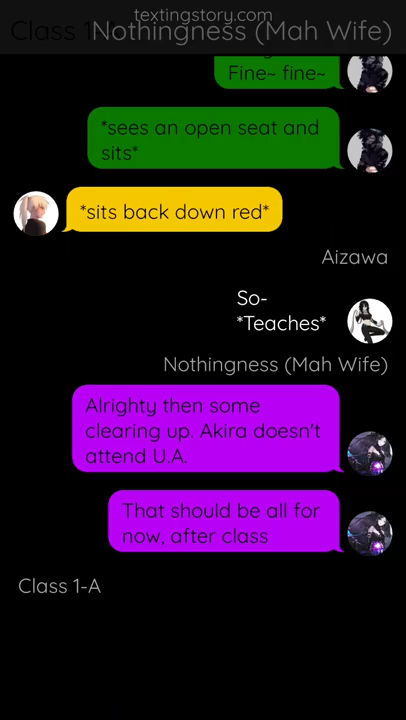 textingstory.com
Class 1
Nothingness (Mah Wife)
Fine~ fine~
*sees an open seat and
sits*
*sits back down red*
Aizawa
So-
*Teaches*
Nothingness (Mah Wife)
Alrighty then some
clearing up. Akira doesn't
attend U.A.
That should be all for
now, after class
Class 1-A